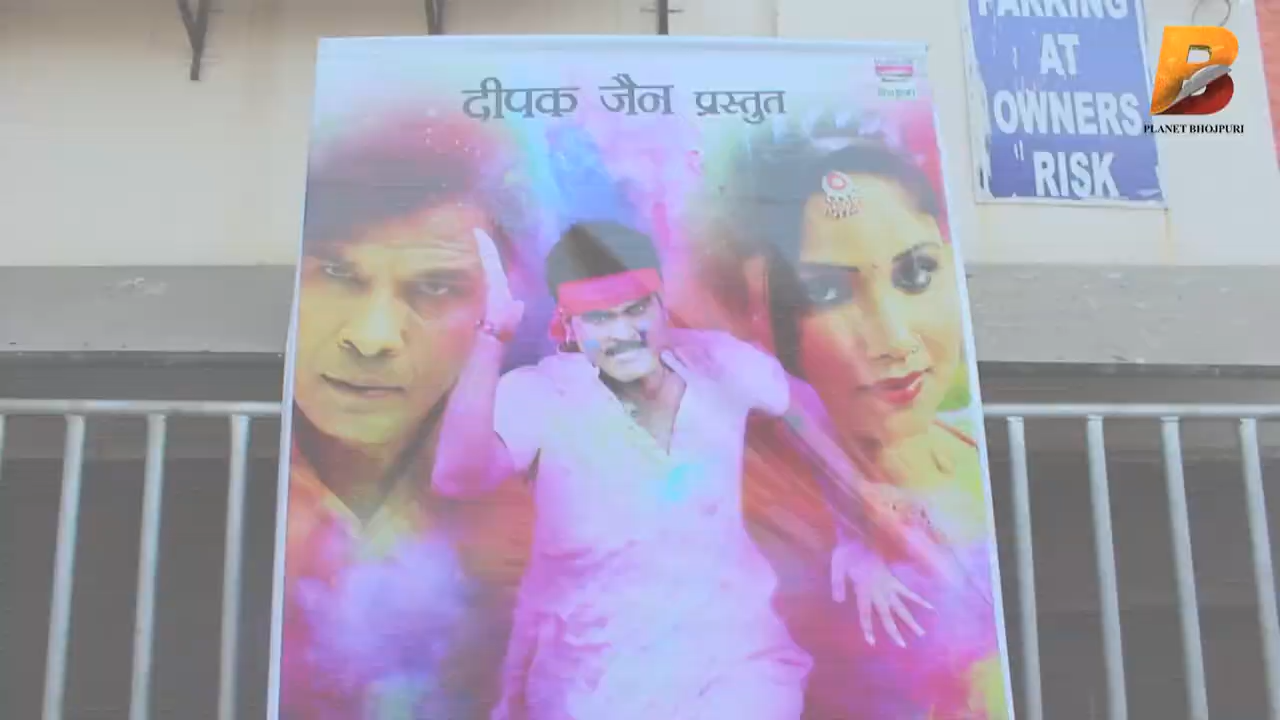 दीपक जैन प्रस्तुत
PARKING
AT
OWNERS
RISK
PLANET BHOJPURI